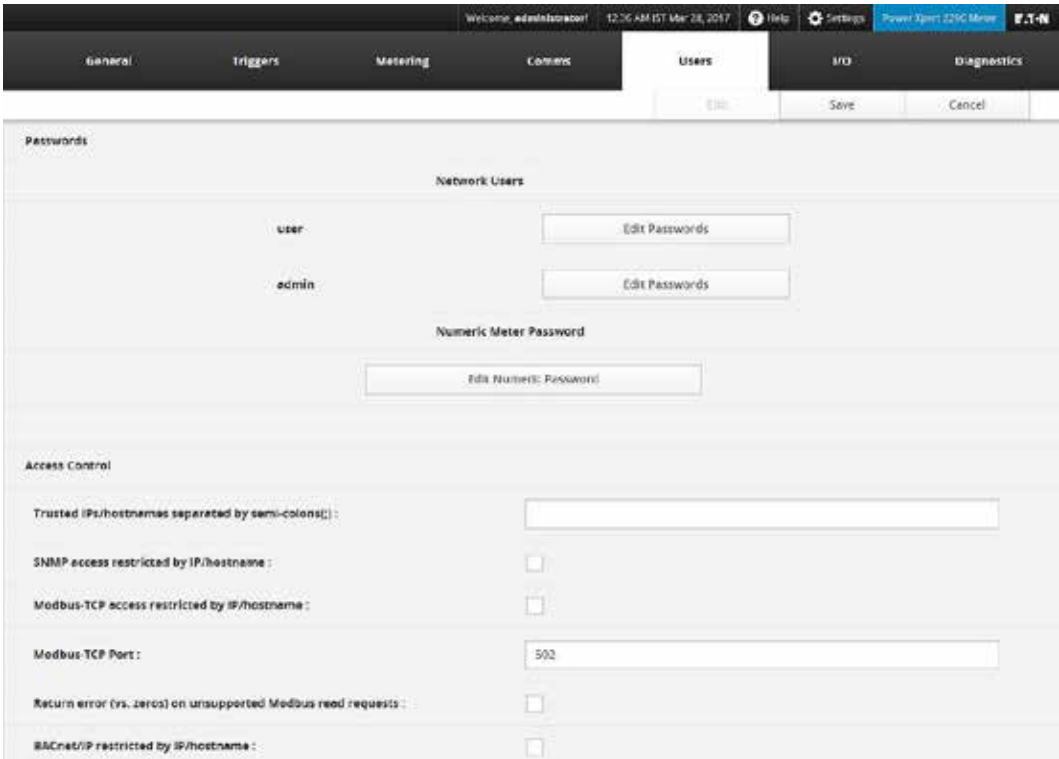 Welcome, administrator! 12:36 AM IST Mar 28, 2017 Help Settings Power Xpert Meter E·T·N
General Triggers Metering Comms Users I/O Diagnostics
Edit Save Cancel
Passwords
Network Users
user Edit Passwords
admin Edit Passwords
Numeric Meter Password
Edit Numeric Password
Access Control
Trusted IPs/hostnames separated by semi-colons(;) :
SNMP access restricted by IP/hostname :
Modbus-TCP access restricted by IP/hostname :
Modbus-TCP Port : 502
Return error (vs. zeros) on unsupported Modbus read requests :
BACnet/IP restricted by IP/hostname :